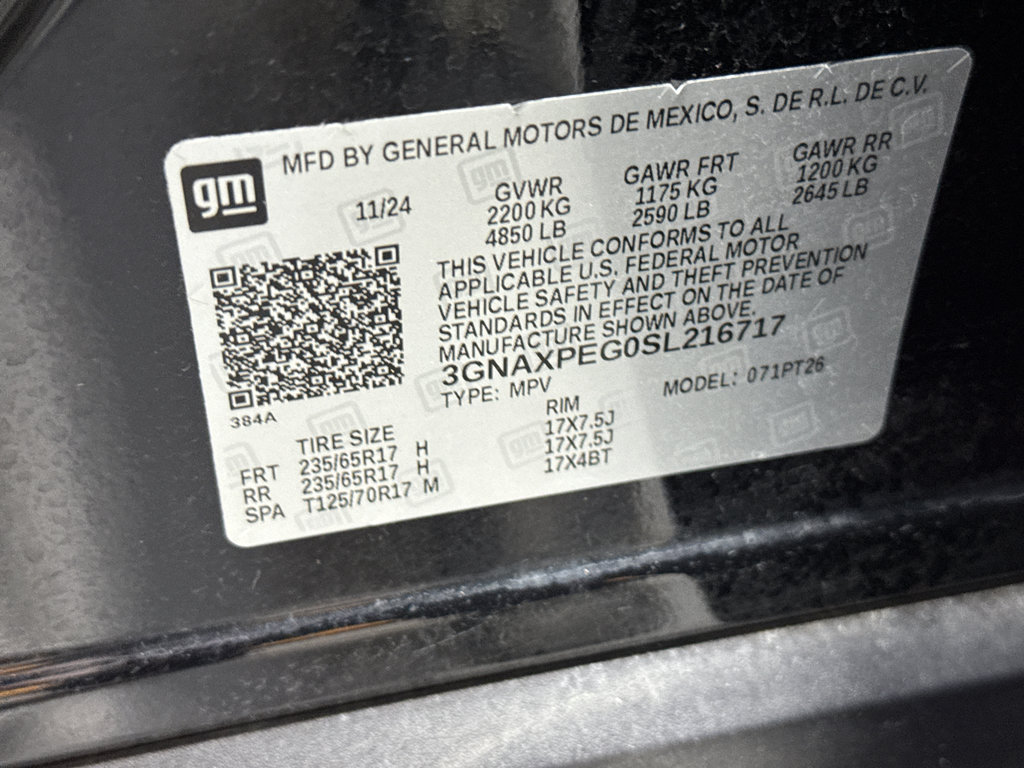 MFD BY GENERAL MOTORS DE MEXICO, S. DE R.L. DE C.V.
gm
11/24
GVWR
2200 KG
4850 LB
GAWR FRT
1175 KG
2590 LB
GAWR RR
1200 KG
2645 LB
THIS VEHICLE CONFORMS TO ALL
APPLICABLE U.S. FEDERAL MOTOR
VEHICLE SAFETY AND THEFT PREVENTION
STANDARDS IN EFFECT ON THE DATE OF
MANUFACTURE SHOWN ABOVE.
3GNAXPEG0SL216717
TYPE: MPV
MODEL: 071PT26
384A
TIRE SIZE RIM
FRT 235/65R17 H 17X7.5J
RR 235/65R17 H 17X7.5J
SPA T125/70R17 M 17X4BT